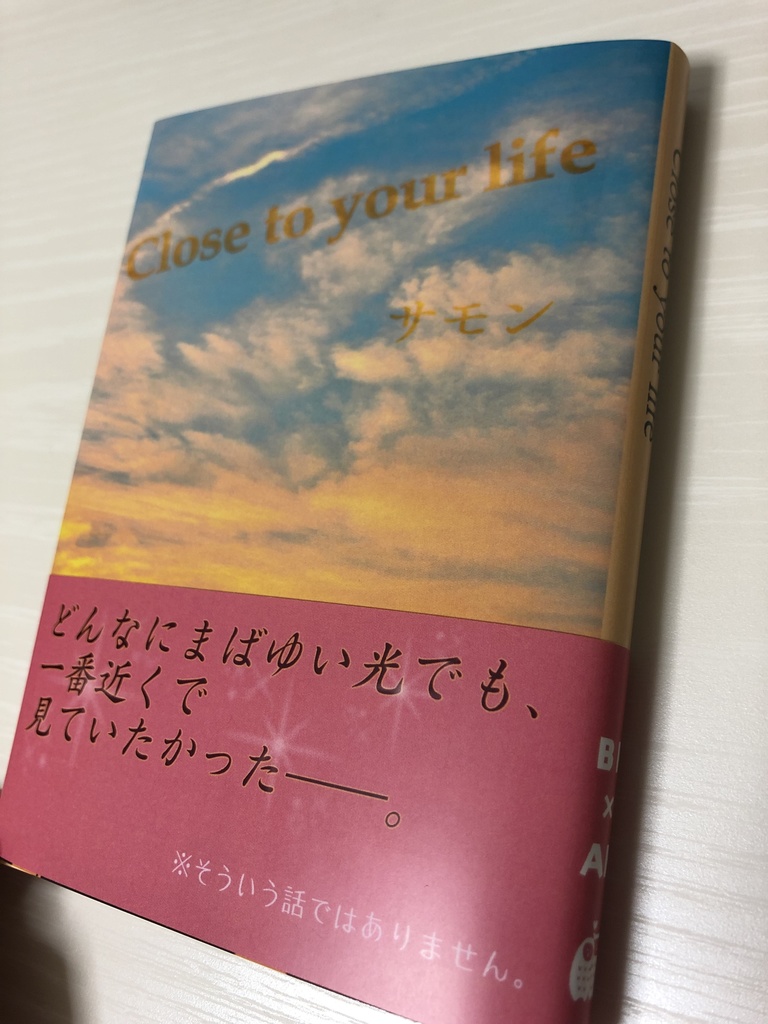 Close to your life
サモン
どんなにまばゆい光でも、
一番近くで
見ていたかった――。
※そういう話ではありません。
Close to your life
×